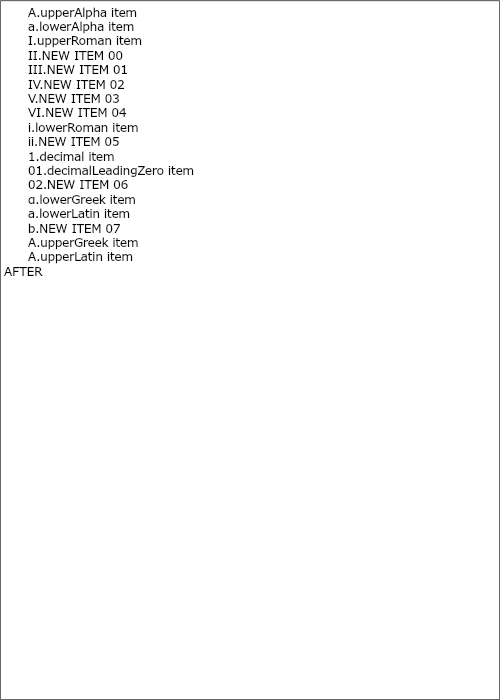 A.upperAlpha item
a.lowerAlpha item
I.upperRoman item
II.NEW ITEM 00
III.NEW ITEM 01
IV.NEW ITEM 02
V.NEW ITEM 03
VI.NEW ITEM 04
i.lowerRoman item
ii.NEW ITEM 05
1.decimal item
01.decimalLeadingZero item
02.NEW ITEM 06
α.lowerGreek item
a.lowerLatin item
b.NEW ITEM 07
Α.upperGreek item
A.upperLatin item
AFTER